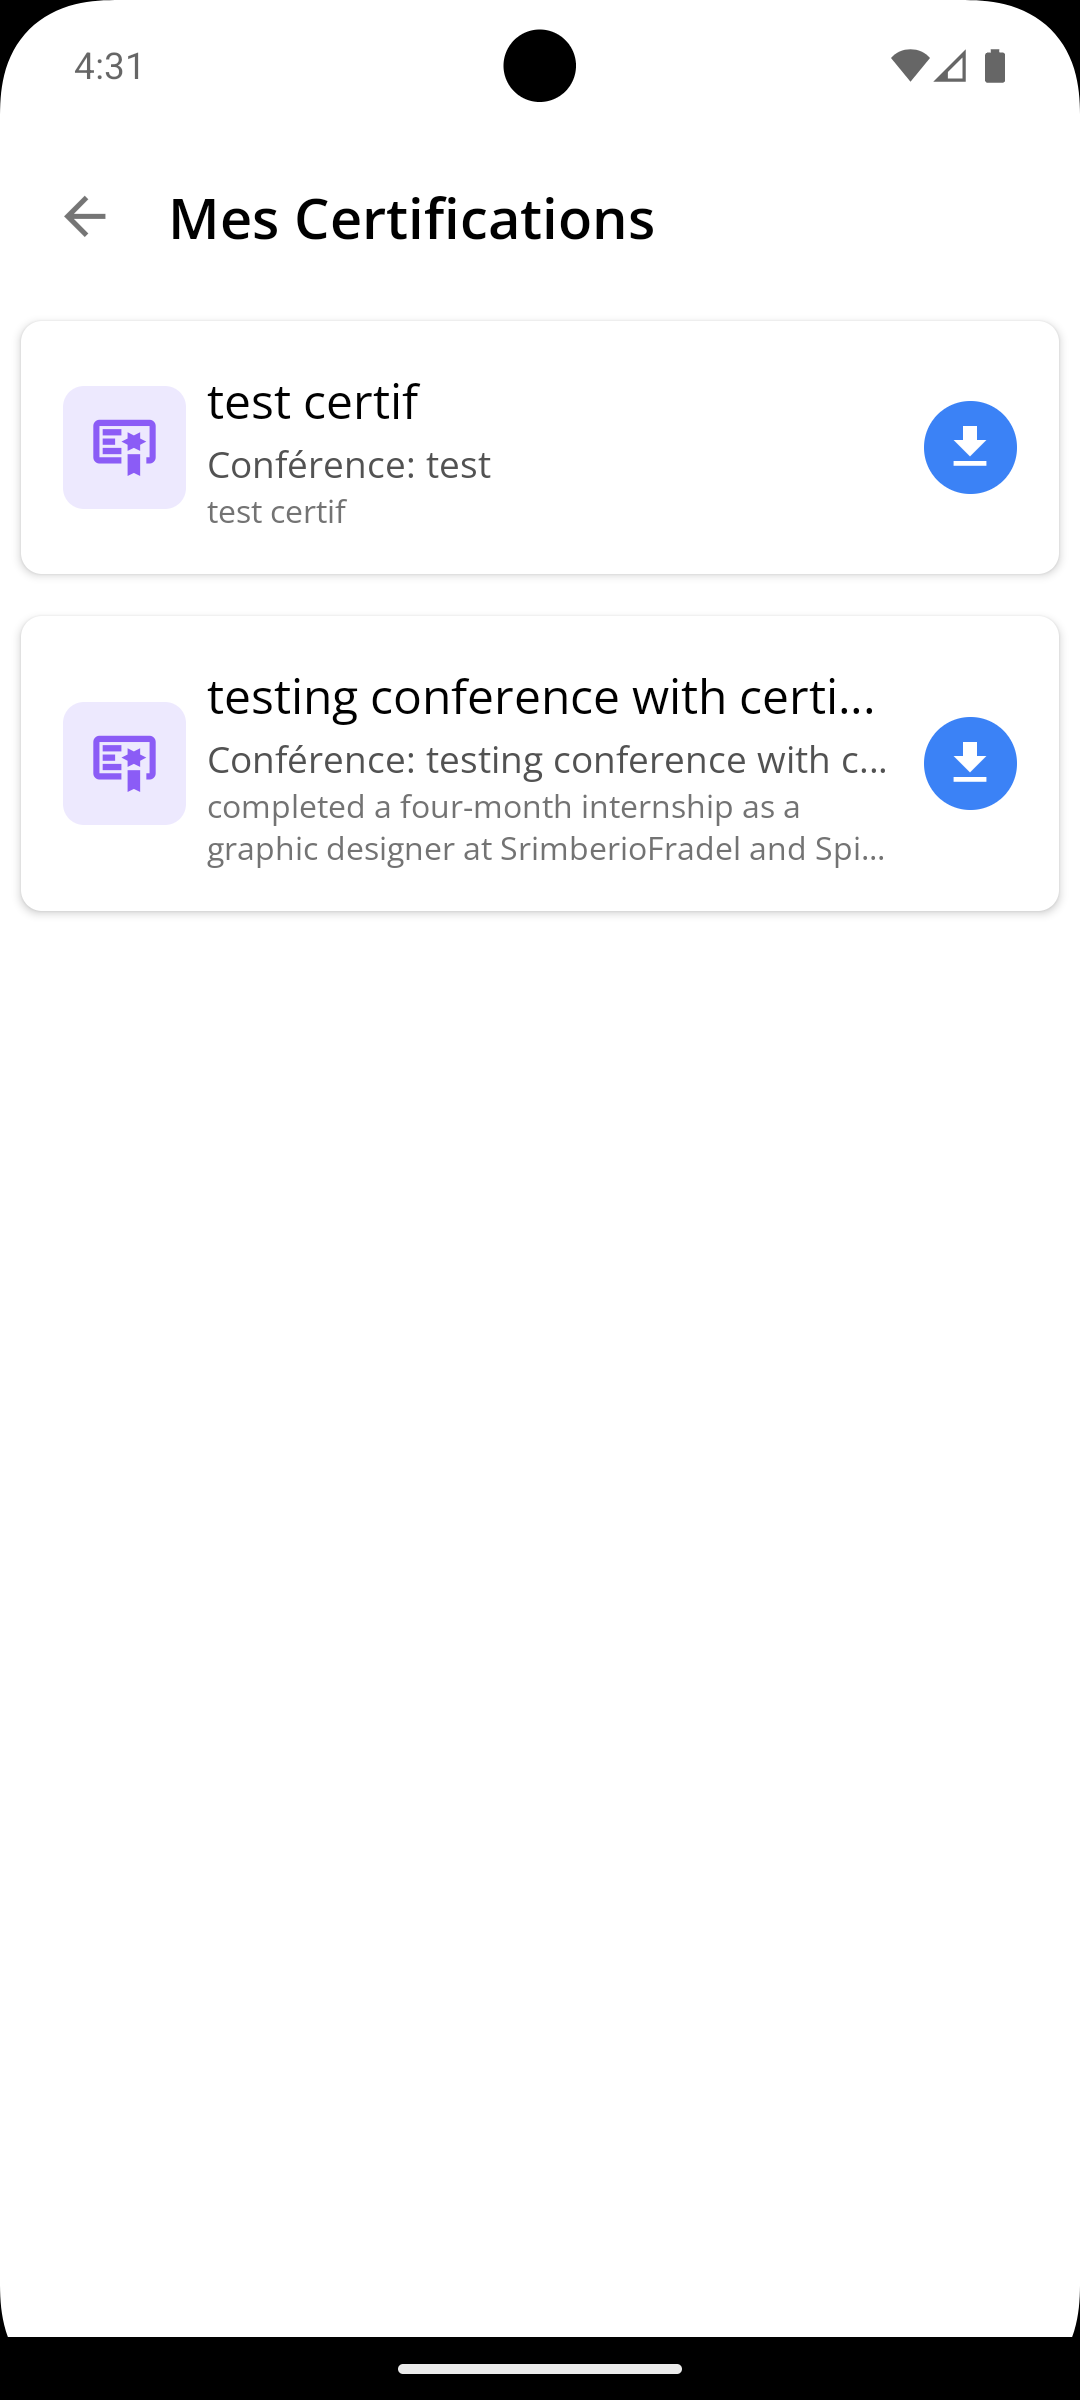 4:31
Mes Certifications
test certif
Conférence: test
test certif
testing conference with certi...
Conférence: testing conference with c...
completed a four-month internship as a
graphic designer at SrimberioFradel and Spi...